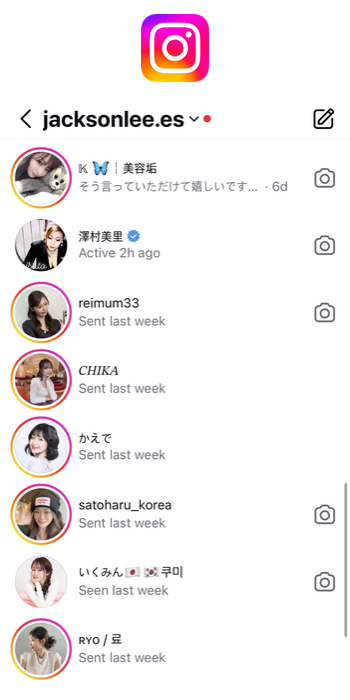 jacksonlee.es
𝕂 🦋 ¦ 美容垢
そう言っていただけて嬉しいです… · 6d
澤村美里
Active 2h ago
reimum33
Sent last week
𝐶𝐻𝐼𝐾𝐴
Sent last week
かえで
Sent last week
satoharu_korea
Sent last week
いくみん🇯🇵 🇰🇷쿠미
Seen last week
ʀʏᴏ / 료
Sent last week